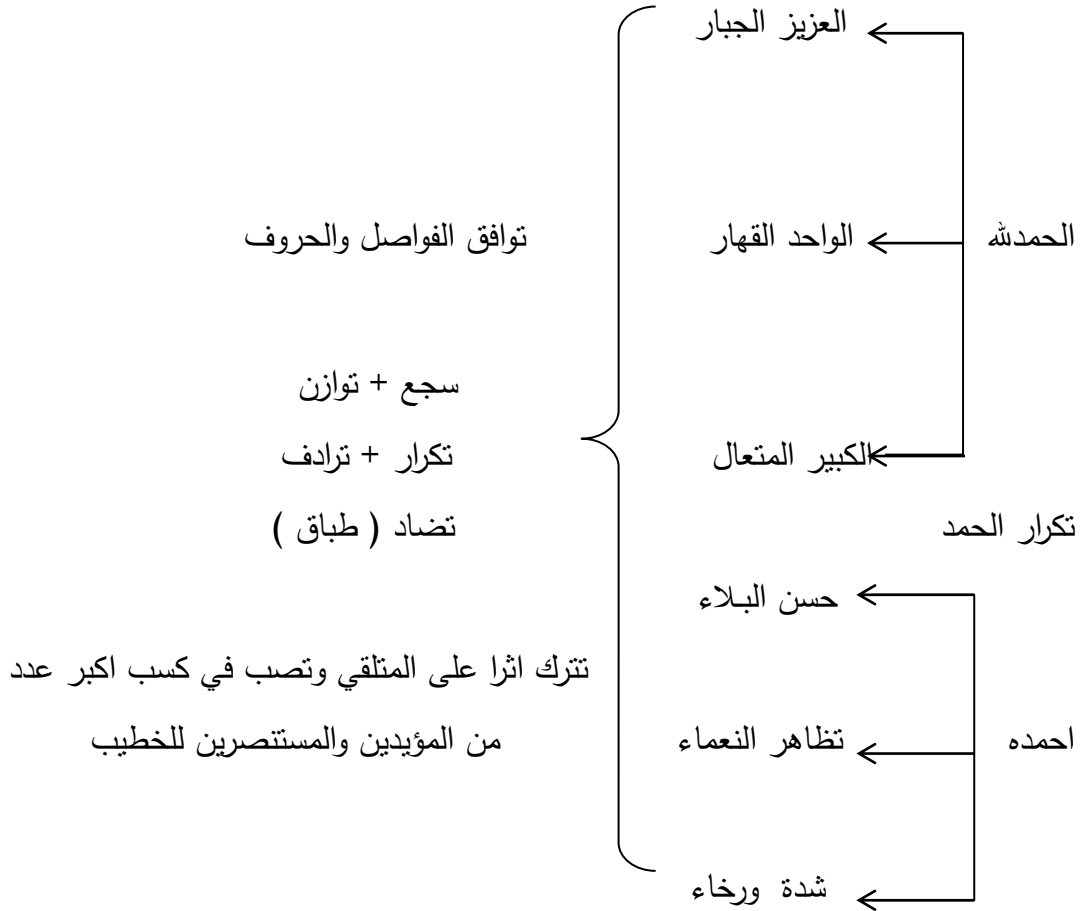 العزيز الجبار
الحمدلله
الواحد القهار
توافق الفواصل والحروف
سجع + توازن
الكبير المتعال
تكرار + ترادف
تكرار الحمد
تضاد ( طباق )
حسن البلاء
تترك اثرا على المتلقي وتصب في كسب اكبر عدد
احمده
تظاهر النعماء
من المؤيدين والمستنصرين للخطيب
شدة ورخاء